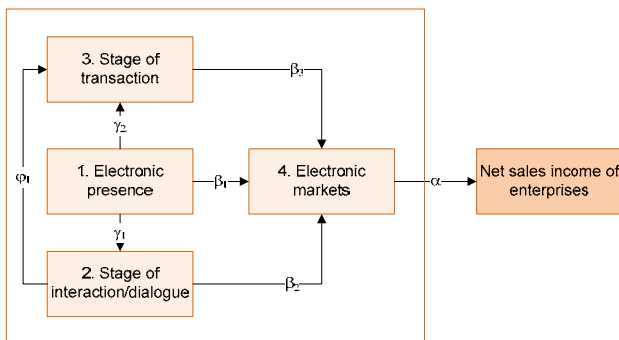 3. Stage of
transaction
β₃
γ₂
φ₁
1. Electronic
presence
β₁
4. Electronic
markets
α
Net sales income of
enterprises
γ₁
2. Stage of
interaction/dialogue
β₂